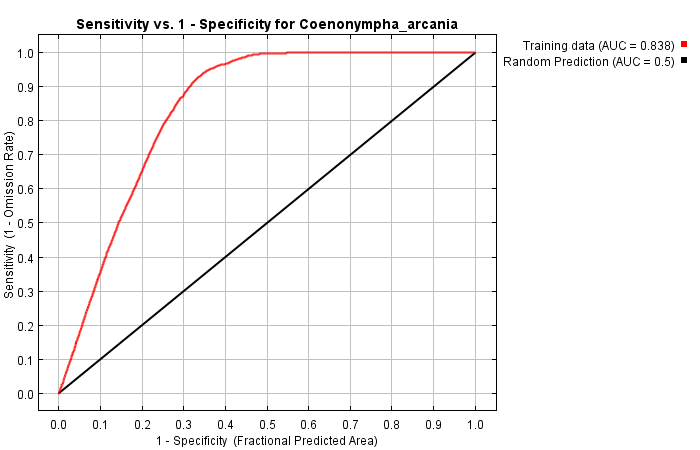 Sensitivity vs. 1 - Specificity for Coenonympha_arcania
Training data (AUC = 0.838)
Random Prediction (AUC = 0.5)
Sensitivity (1 - Omission Rate)
1.0
0.9
0.8
0.7
0.6
0.5
0.4
0.3
0.2
0.1
0.0
0.0 0.1 0.2 0.3 0.4 0.5 0.6 0.7 0.8 0.9 1.0
1 - Specificity (Fractional Predicted Area)